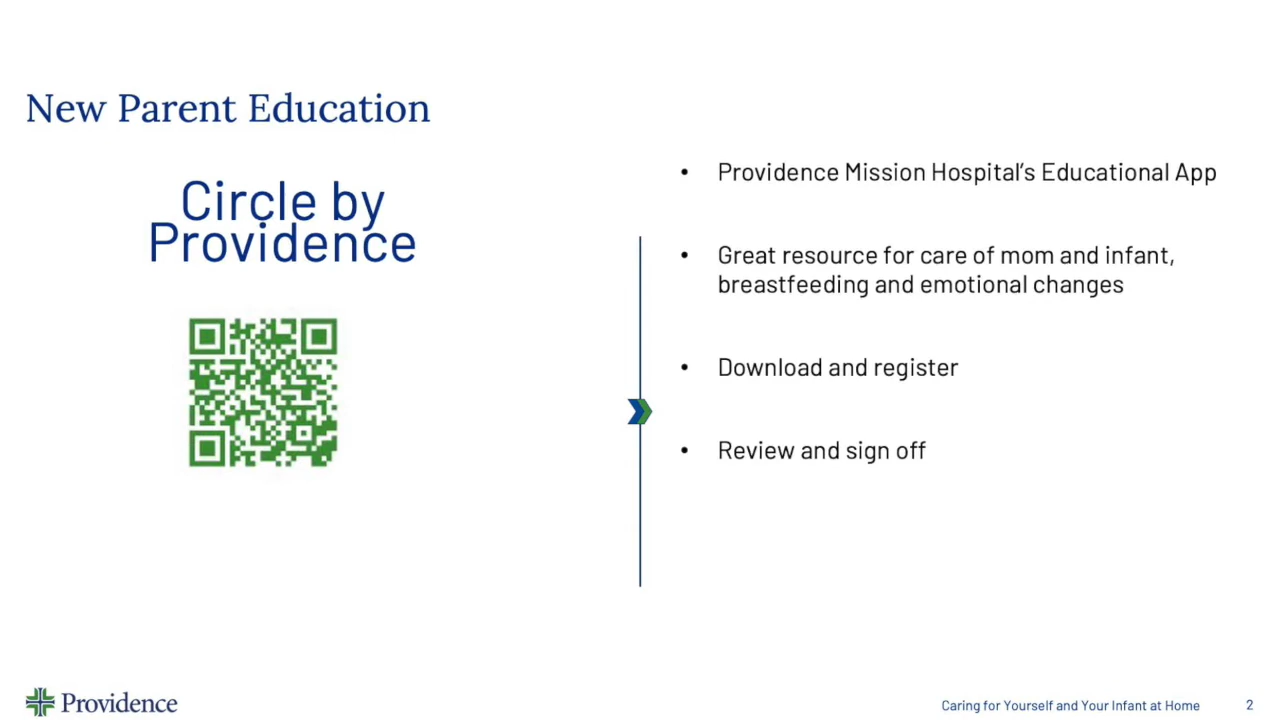 New Parent Education
Circle by
Providence
• Providence Mission Hospital's Educational App
• Great resource for care of mom and infant,
breastfeeding and emotional changes
• Download and register
• Review and sign off
Providence
Caring for Yourself and Your Infant at Home
2